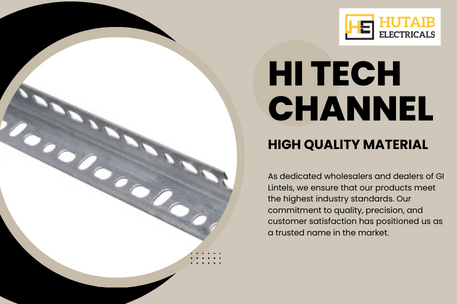 HE HUTAIB
ELECTRICALS
HI TECH
CHANNEL
HIGH QUALITY MATERIAL
As dedicated wholesalers and dealers of GI
Lintels, we ensure that our products meet
the highest industry standards. Our
commitment to quality, precision, and
customer satisfaction has positioned us as
a trusted name in the market.